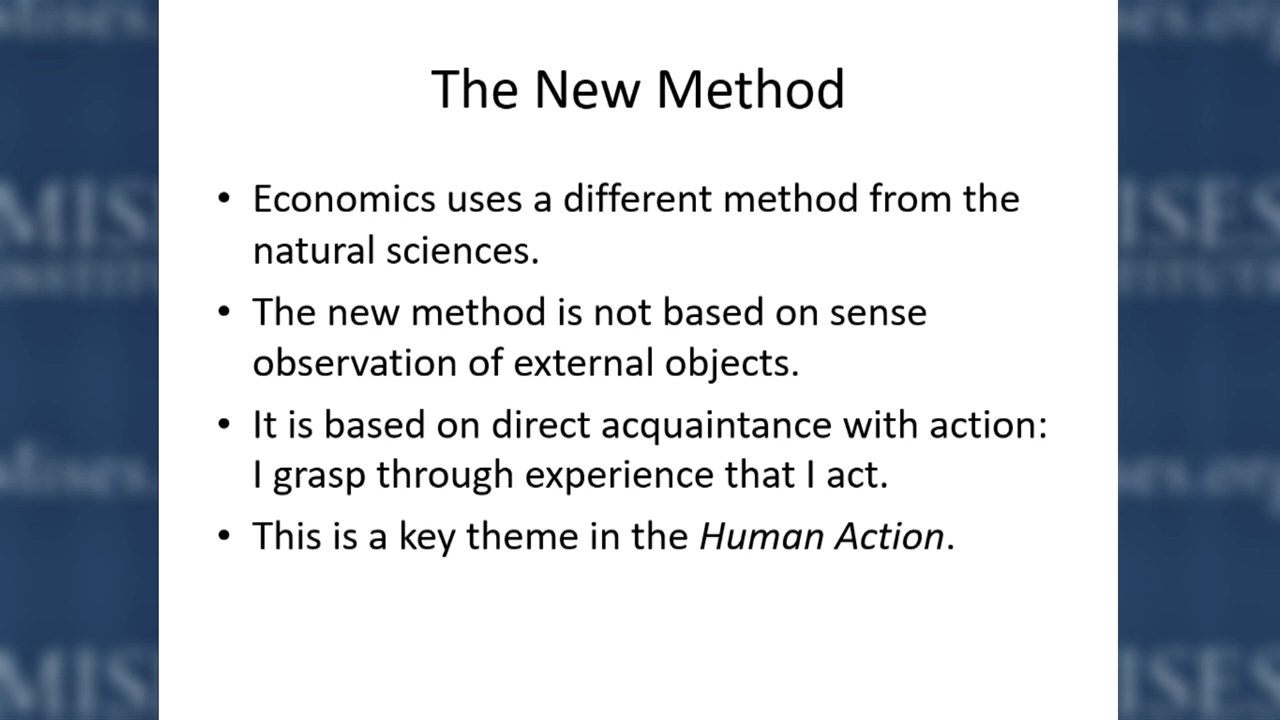 The New Method
• Economics uses a different method from the
natural sciences.
• The new method is not based on sense
observation of external objects.
• It is based on direct acquaintance with action:
I grasp through experience that I act.
• This is a key theme in the Human Action.